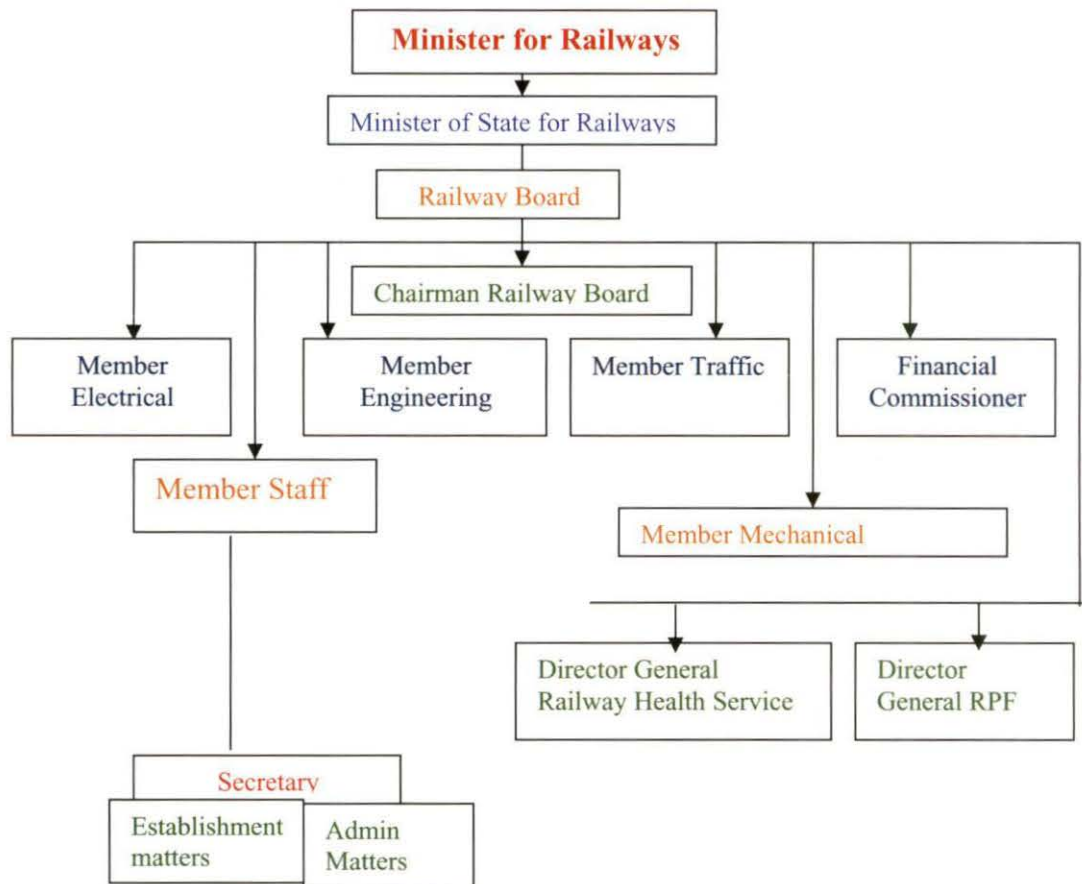 Minister for Railways
Minister of State for Railways
Railway Board
Chairman Railway Board
Member
Electrical
Member
Engineering
Member Traffic
Financial
Commissioner
Member Staff
Member Mechanical
Director General
Railway Health Service
Director
General RPF
Secretary
Establishment
matters
Admin
Matters